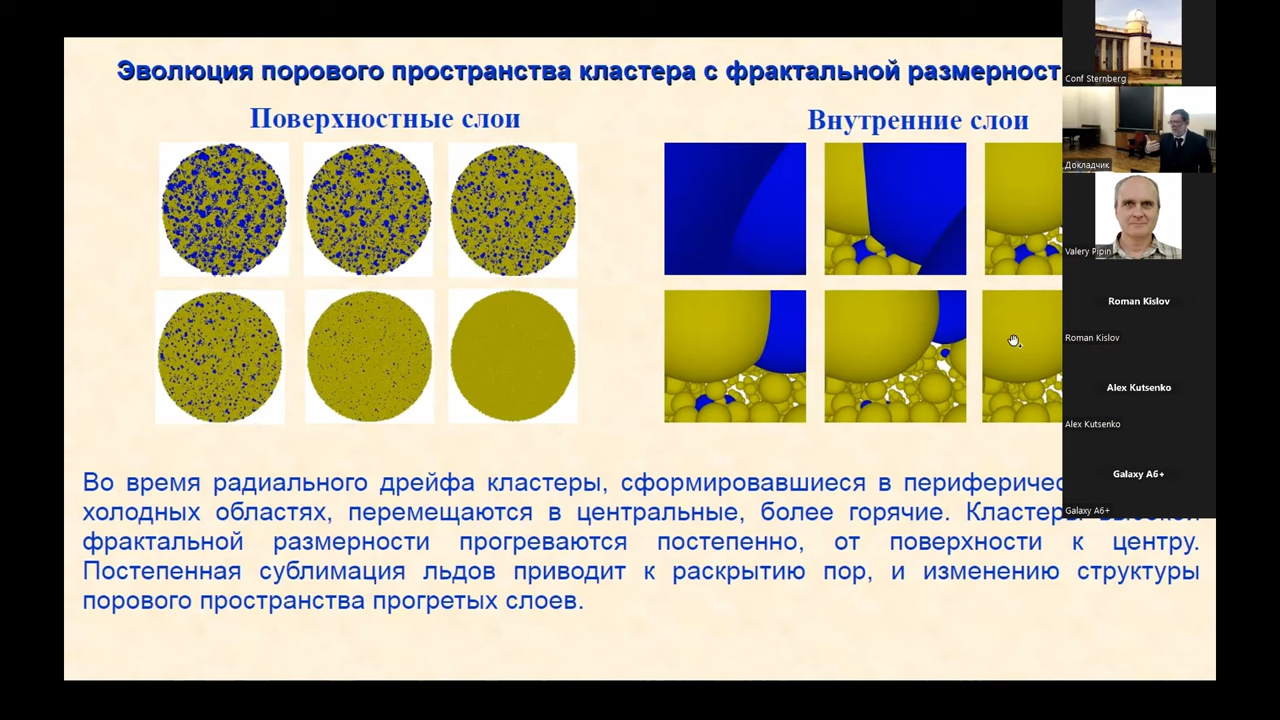 Эволюция порового пространства кластера с фрактальной размерност
Поверхностные слои
Внутренние слои
Во время радиального дрейфа кластеры, сформировавшиеся в
холодных областях, перемещаются в центральные, более горячие.
фрактальной размерности прогреваются постепенно, от поверхности к центру.
Постепенная сублимация льдов приводит к раскрытию пор, и изменению структуры
порового пространства прогретых слоев.
Conf Sternberg
Докладчик
Valery Pipin
Roman Kislov
Roman Kislov
Alex Kutsenko
Alex Kutsenko
Galaxy A6+
Galaxy A6+